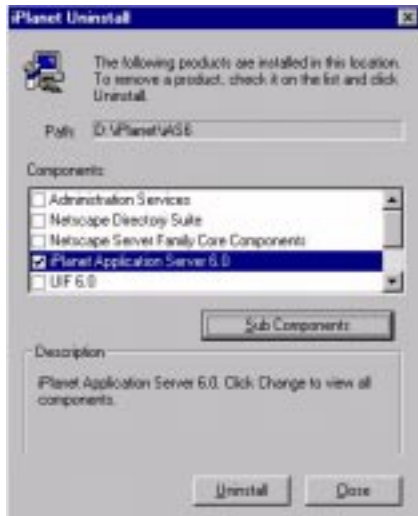 iPlanet Uninstall
The following products are installed in this location.
To remove a product, check it on the list and click
Uninstall.
Path: D:\iPlanet\iAS6
Components:
Administration Services
Netscape Directory Suite
Netscape Server Family Core Components
iPlanet Application Server 6.0
UIF 6.0
Sub Components
Description
iPlanet Application Server 6.0. Click Change to view all
components.
Uninstall
Close